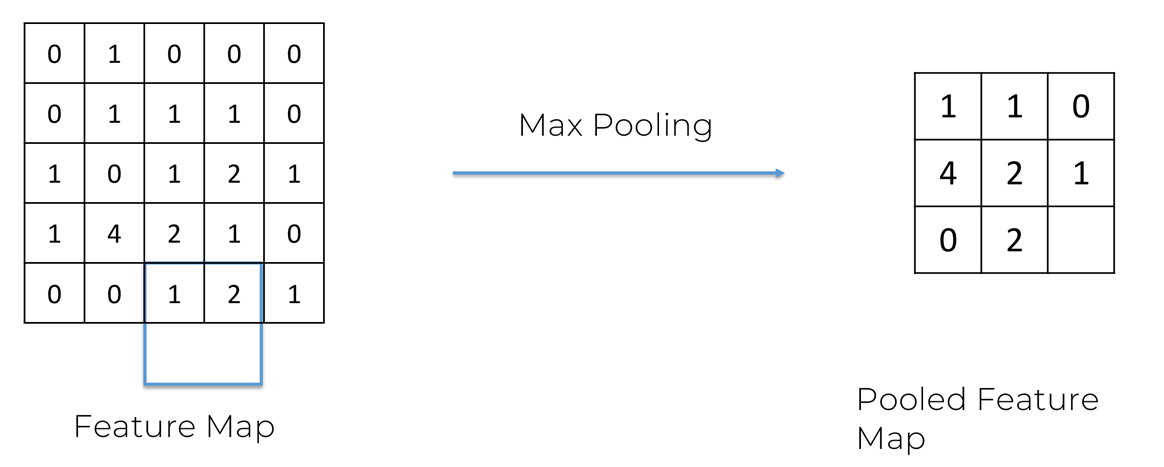 0 1 0 0 0
0 1 1 1 0
1 0 1 2 1
1 4 2 1 0
0 0 1 2 1
Feature Map
Max Pooling
1 1 0
4 2 1
0 2
Pooled Feature
Map